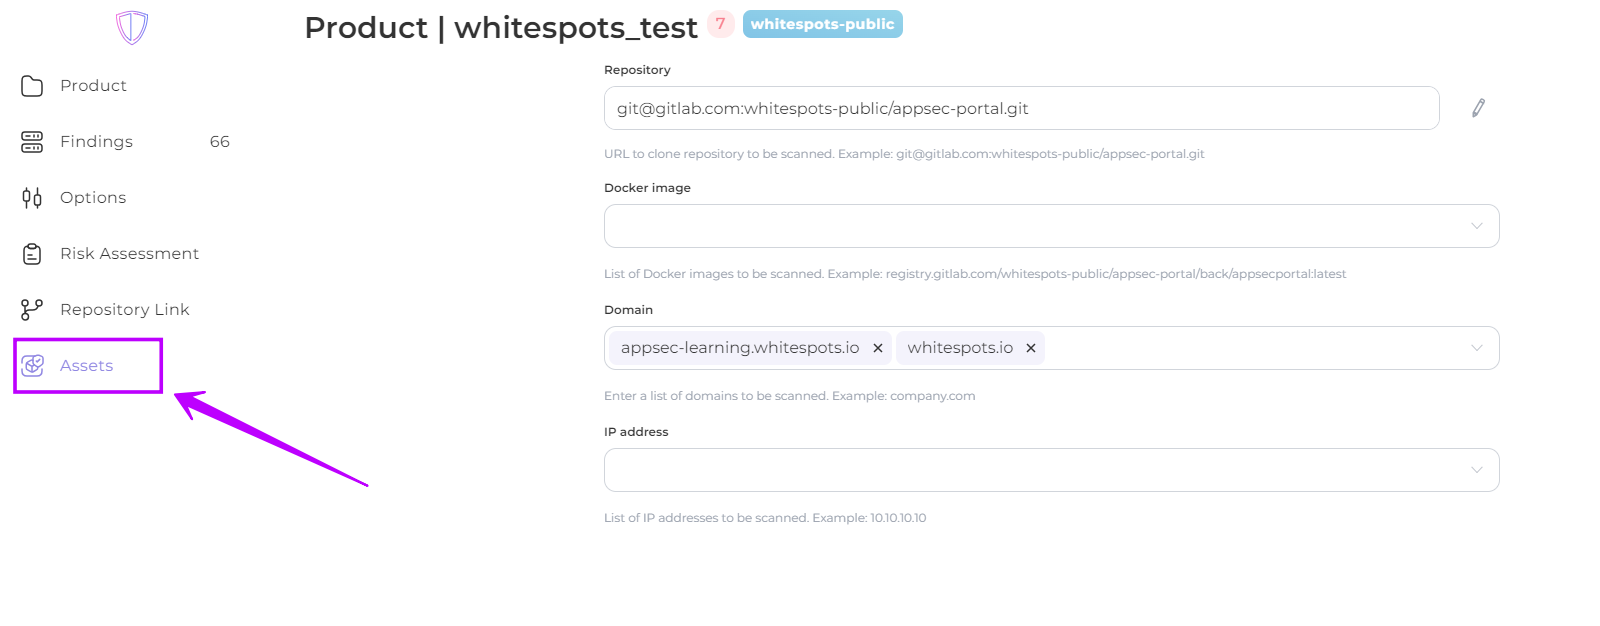 Product | whitespots_test 7 whitespots-public
Product
Findings 66
Options
Risk Assessment
Repository Link
Assets
Repository
git@gitlab.com:whitespots-public/appsec-portal.git
URL to clone repository to be scanned. Example: git@gitlab.com:whitespots-public/appsec-portal.git
Docker image
List of Docker images to be scanned. Example: registry.gitlab.com/whitespots-public/appsec-portal/back/appsecportal:latest
Domain
appsec-learning.whitespots.io × whitespots.io ×
Enter a list of domains to be scanned. Example: company.com
IP address
List of IP addresses to be scanned. Example: 10.10.10.10